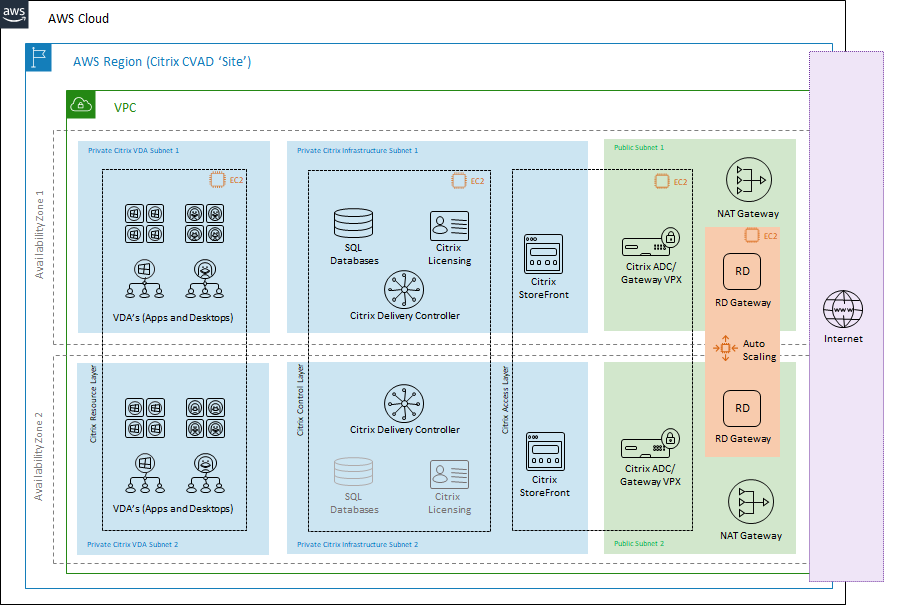 aws
AWS Cloud
AWS Region (Citrix CVAD ‘Site’)
VPC
Availability Zone 1
Private Citrix VDA Subnet 1
EC2
VDA’s (Apps and Desktops)
Private Citrix Infrastructure Subnet 1
EC2
SQL
Databases
Citrix
Licensing
Citrix Delivery Controller
Citrix
StoreFront
Public Subnet 1
EC2
Citrix ADC/
Gateway VPX
NAT Gateway
EC2
RD
RD Gateway
Auto
Scaling
WWW
Internet
Availability Zone 2
Citrix Resource Layer
VDA’s (Apps and Desktops)
Private Citrix VDA Subnet 2
Citrix Control Layer
Citrix Delivery Controller
SQL
Databases
Citrix
Licensing
Private Citrix Infrastructure Subnet 2
Citrix Access Layer
Citrix
StoreFront
Citrix ADC/
Gateway VPX
Public Subnet 2
RD
RD Gateway
NAT Gateway